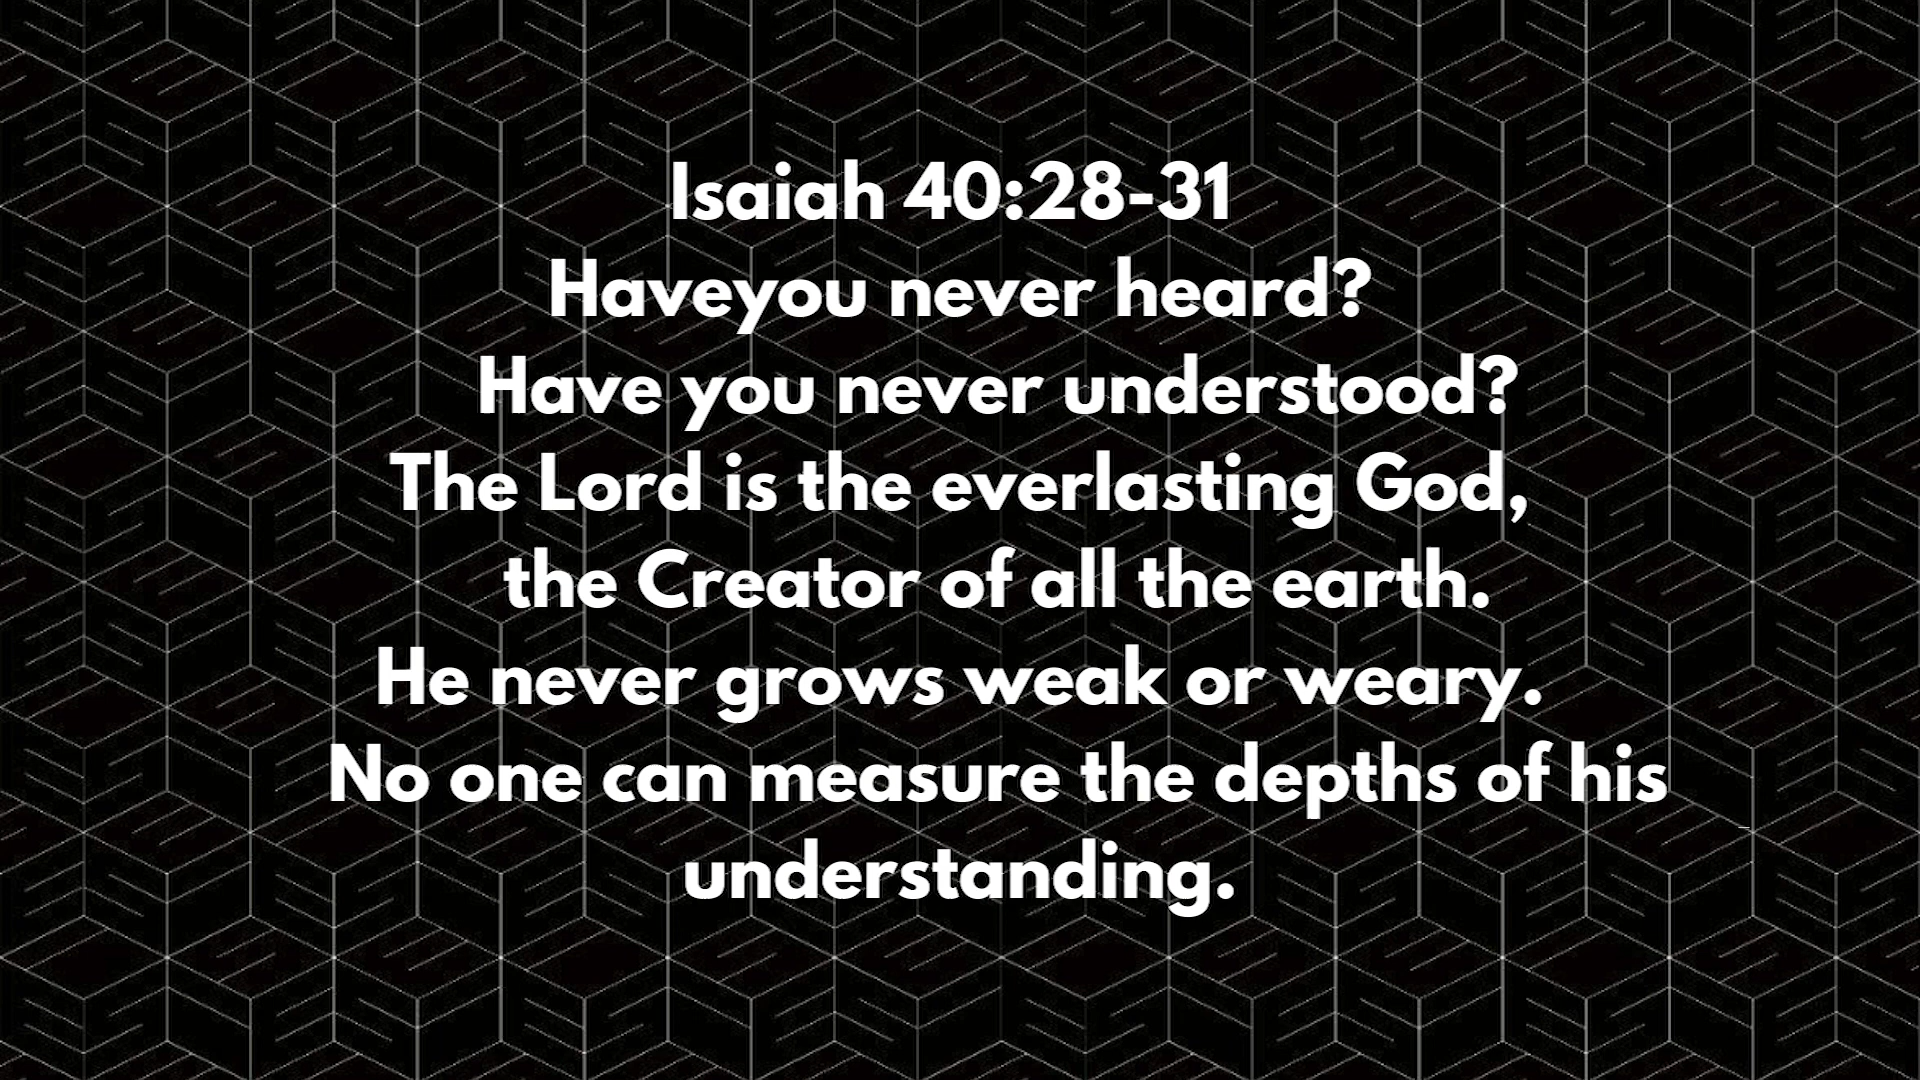 Isaiah 40:28-31
Haveyou never heard?
Have you never understood?
The Lord is the everlasting God,
the Creator of all the earth.
He never grows weak or weary.
No one can measure the depths of his
understanding.